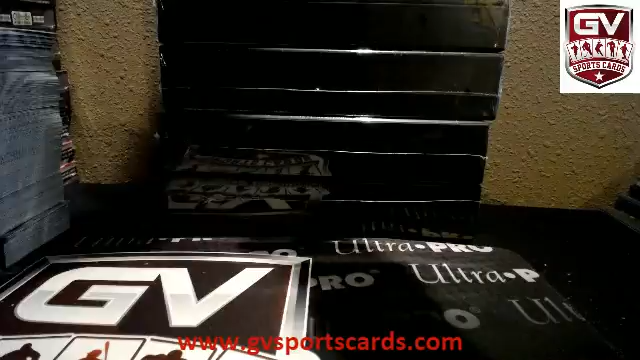 GV
SPORTS CARDS
Ultra•PRO
Ultra•P
PRO
Ult
GV
www.gvsportscards.com